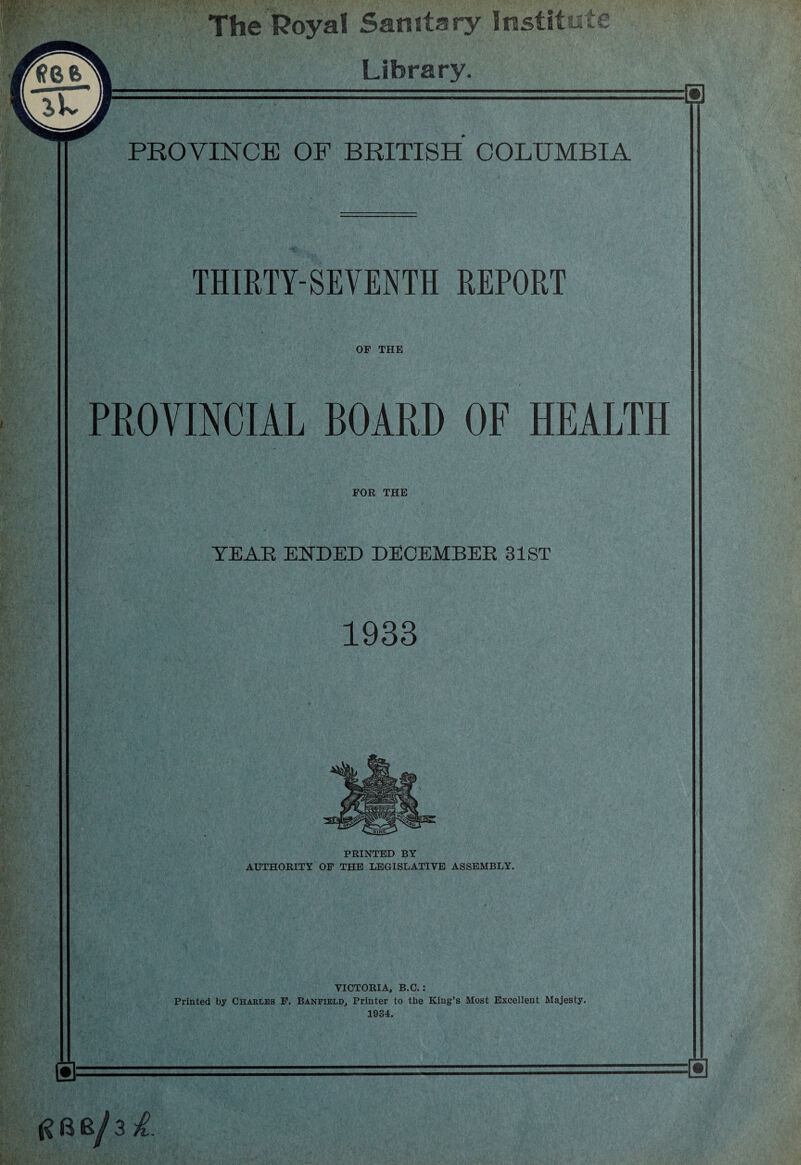 The Royal Sanitary Institute
Library.
PROVINCE OF BRITISH COLUMBIA
THIRTY-SEVENTH REPORT
OF THE
PROVINCIAL BOARD OF HEALTH
FOR THE
YEAR ENDED DECEMBER 31ST
1933
PRINTED BY
AUTHORITY OF THE LEGISLATIVE ASSEMBLY.
VICTORIA, B.C.:
Printed by CHARLES F. BANFIELD, Printer to the King's Most Excellent Majesty.
1934.